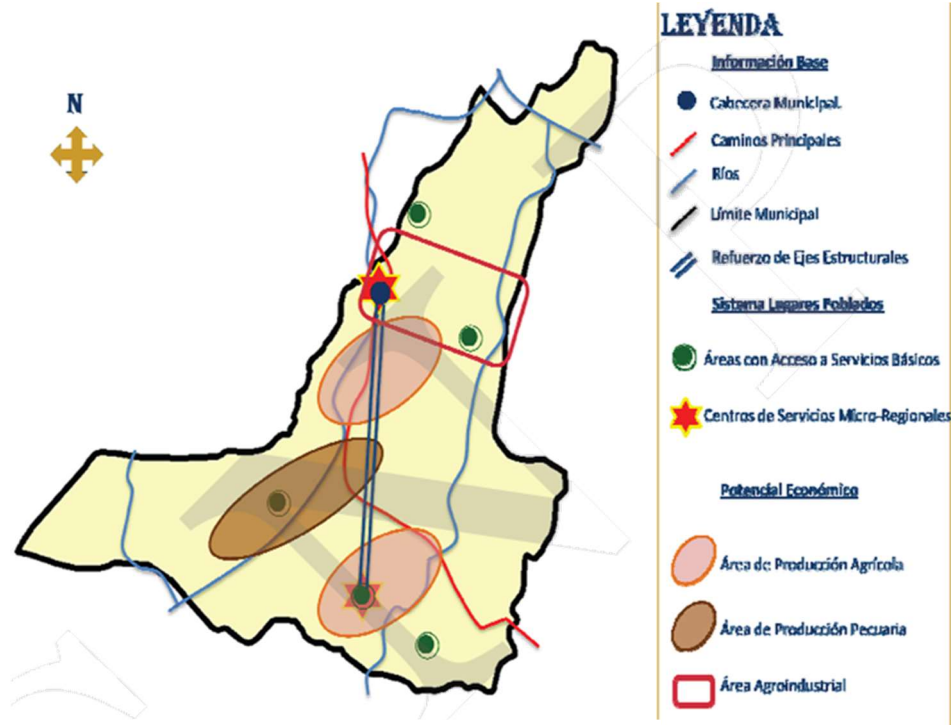 N
LEYENDA
Información Base
Cabecera Municipal.
Caminos Principales
Ríos
Límite Municipal
Refuerzo de Ejes Estructurales
Sistema Lugares Poblados
Áreas con Acceso a Servicios Básicos
Centros de Servicios Micro-Regionales
Potencial Económico
Área de Producción Agrícola
Área de Producción Pecuaria
Área Agroindustrial